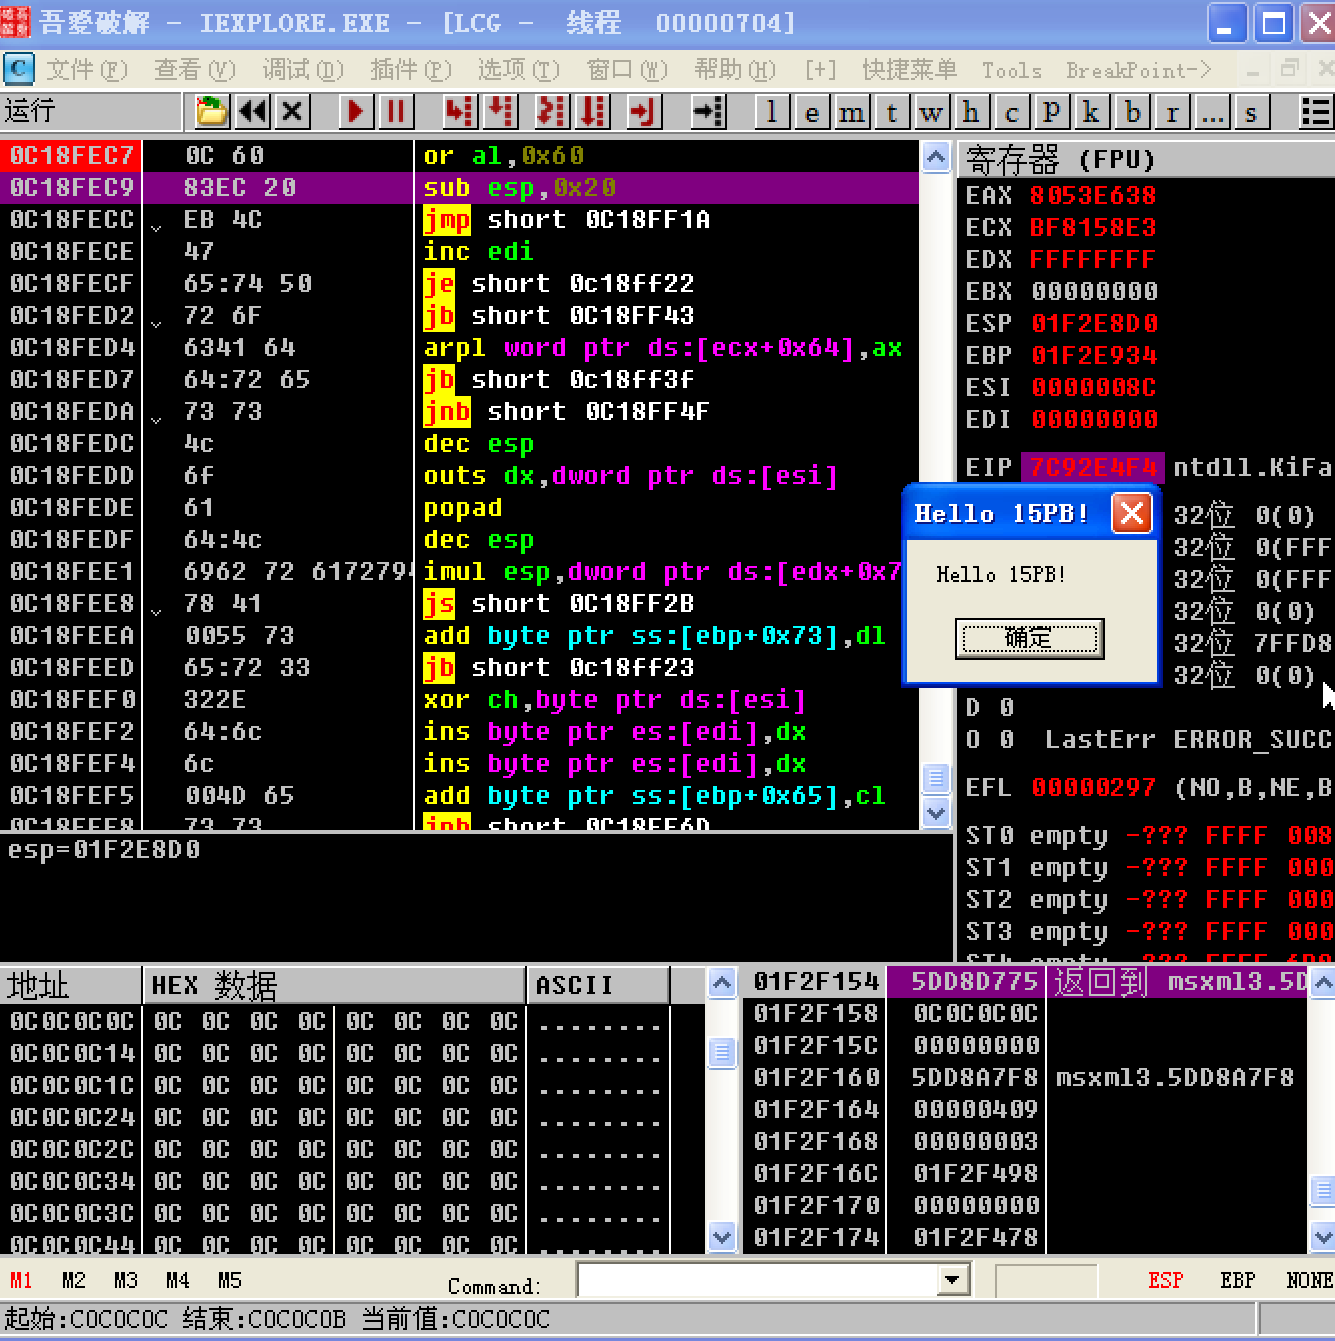 吾愛破解 - IEXPLORE.EXE - [LCG - 线程 00000704]
C 文件(F) 查看(V) 调试(D) 插件(P) 选项(T) 窗口(W) 帮助(H) [+] 快捷菜单 Tools BreakPoint->
运行 l e m t w h c p k b r ... s
0C18FEC7 0C 60 or al,0x60
0C18FEC9 83EC 20 sub esp,0x20
0C18FECC EB 4C jmp short 0C18FF1A
0C18FECE 47 inc edi
0C18FECF 65:74 50 je short 0c18ff22
0C18FED2 72 6F jb short 0C18FF43
0C18FED4 6341 64 arpl word ptr ds:[ecx+0x64],ax
0C18FED7 64:72 65 jb short 0c18ff3f
0C18FEDA 73 73 jnb short 0C18FF4F
0C18FEDC 4c dec esp
0C18FEDD 6f outs dx,dword ptr ds:[esi]
0C18FEDE 61 popad
0C18FEDF 64:4c dec esp
0C18FEE1 6962 72 6172794 imul esp,dword ptr ds:[edx+0x7
0C18FEE8 78 41 js short 0C18FF2B
0C18FEEA 0055 73 add byte ptr ss:[ebp+0x73],dl
0C18FEED 65:72 33 jb short 0c18ff23
0C18FEF0 322E xor ch,byte ptr ds:[esi]
0C18FEF2 64:6c ins byte ptr es:[edi],dx
0C18FEF4 6c ins byte ptr es:[edi],dx
0C18FEF5 004D 65 add byte ptr ss:[ebp+0x65],cl
0C18FEF8 73 73 jnb short 0C18FF6D
esp=01F2E8D0
寄存器 (FPU)
EAX 8053E638
ECX BF8158E3
EDX FFFFFFFF
EBX 00000000
ESP 01F2E8D0
EBP 01F2E934
ESI 0000008C
EDI 00000000
EIP 7C92E4F4 ntdll.KiFa
32位 0(0)
32位 0(FFF
32位 0(FFF
32位 0(0)
32位 7FFD8
32位 0(0)
D 0
O 0 LastErr ERROR_SUCC
EFL 00000297 (NO,B,NE,B
ST0 empty -??? FFFF 008
ST1 empty -??? FFFF 000
ST2 empty -??? FFFF 000
ST3 empty -??? FFFF 000
ST4 empty -??? FFFF
Hello 15PB!
Hello 15PB!
确定
地址 HEX 数据 ASCII
0C0C0C0C 0C 0C 0C 0C 0C 0C 0C 0C ........
0C0C0C14 0C 0C 0C 0C 0C 0C 0C 0C ........
0C0C0C1C 0C 0C 0C 0C 0C 0C 0C 0C ........
0C0C0C24 0C 0C 0C 0C 0C 0C 0C 0C ........
0C0C0C2C 0C 0C 0C 0C 0C 0C 0C 0C ........
0C0C0C34 0C 0C 0C 0C 0C 0C 0C 0C ........
0C0C0C3C 0C 0C 0C 0C 0C 0C 0C 0C ........
0C0C0C44 0C 0C 0C 0C 0C 0C 0C 0C ........
01F2F154 5DD8D775 返回到 msxml3.5D
01F2F158 0C0C0C0C
01F2F15C 00000000
01F2F160 5DD8A7F8 msxml3.5DD8A7F8
01F2F164 00000409
01F2F168 00000003
01F2F16C 01F2F498
01F2F170 00000000
01F2F174 01F2F478
M1 M2 M3 M4 M5 Command: ESP EBP NONE
起始:C0C0C0C 结束:C0C0C0B 当前值:C0C0C0C